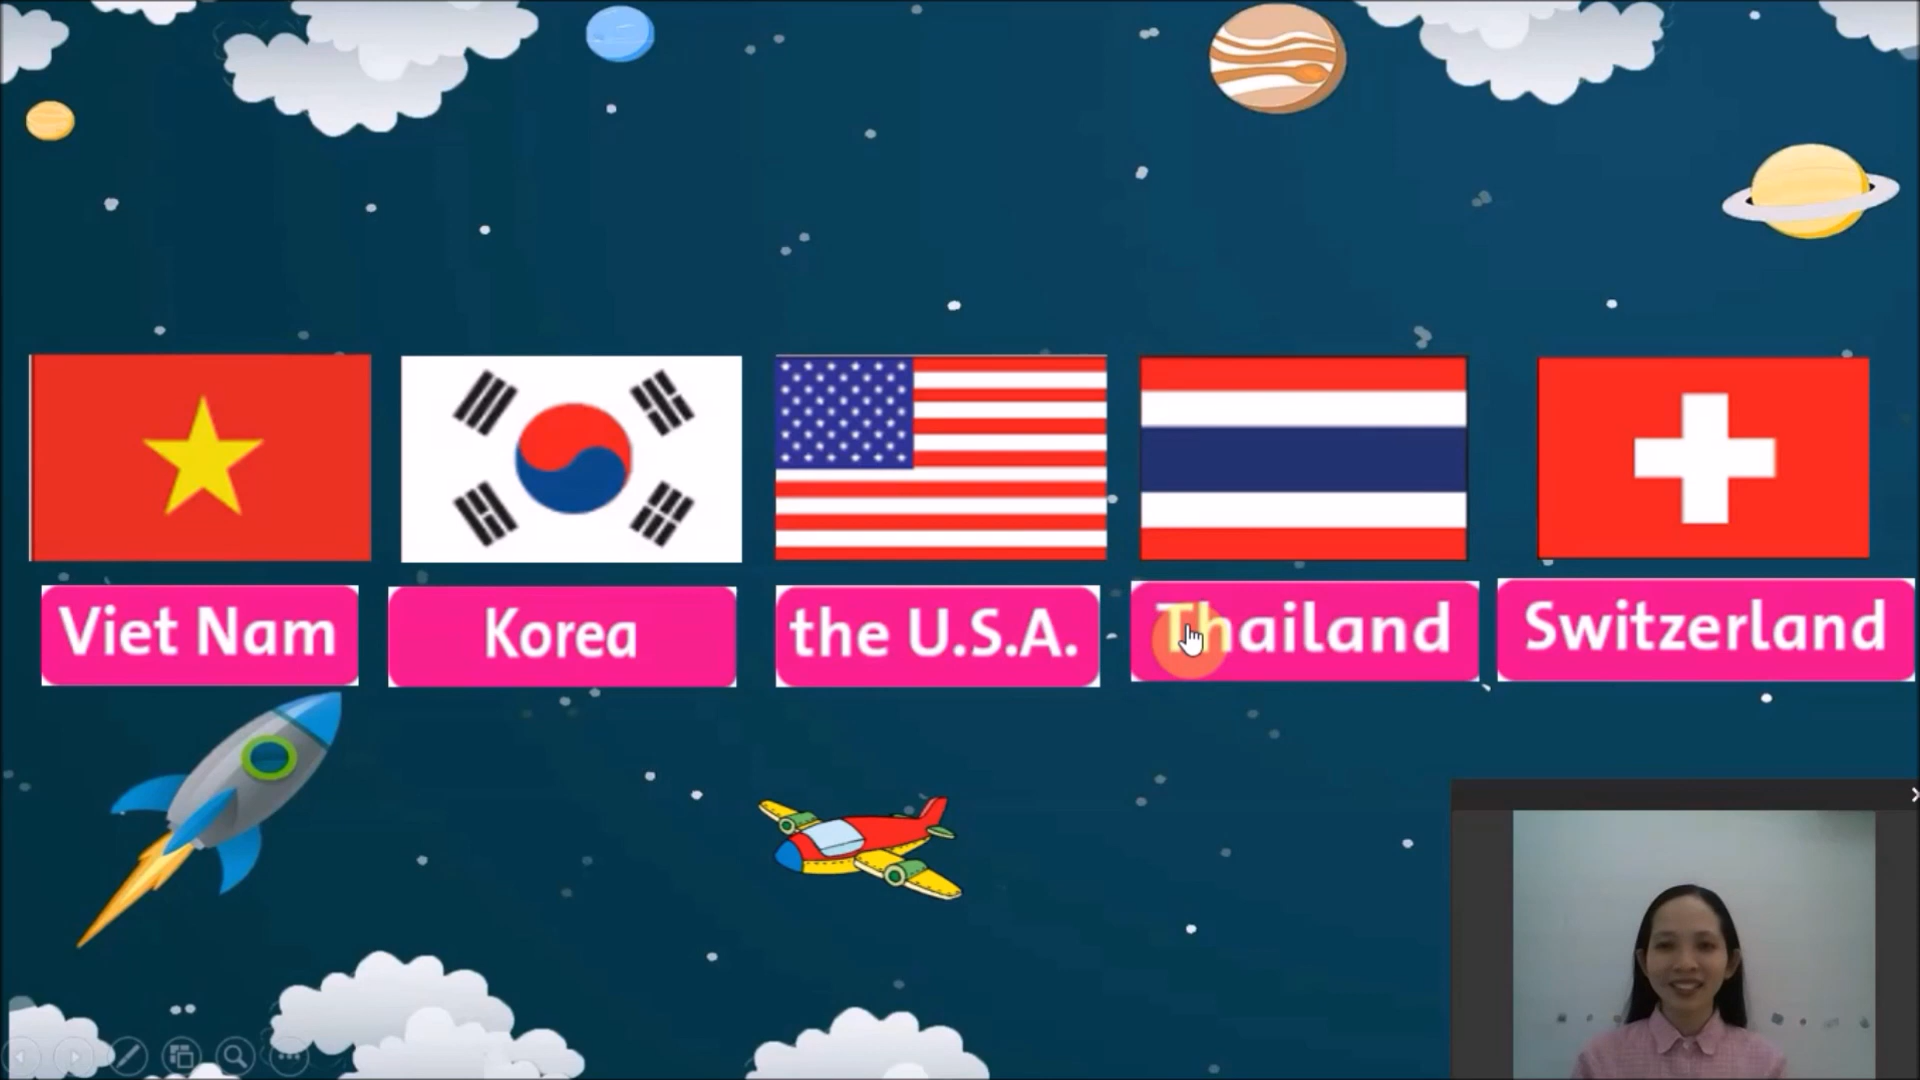 Viet Nam
Korea
the U.S.A.
Thailand
Switzerland